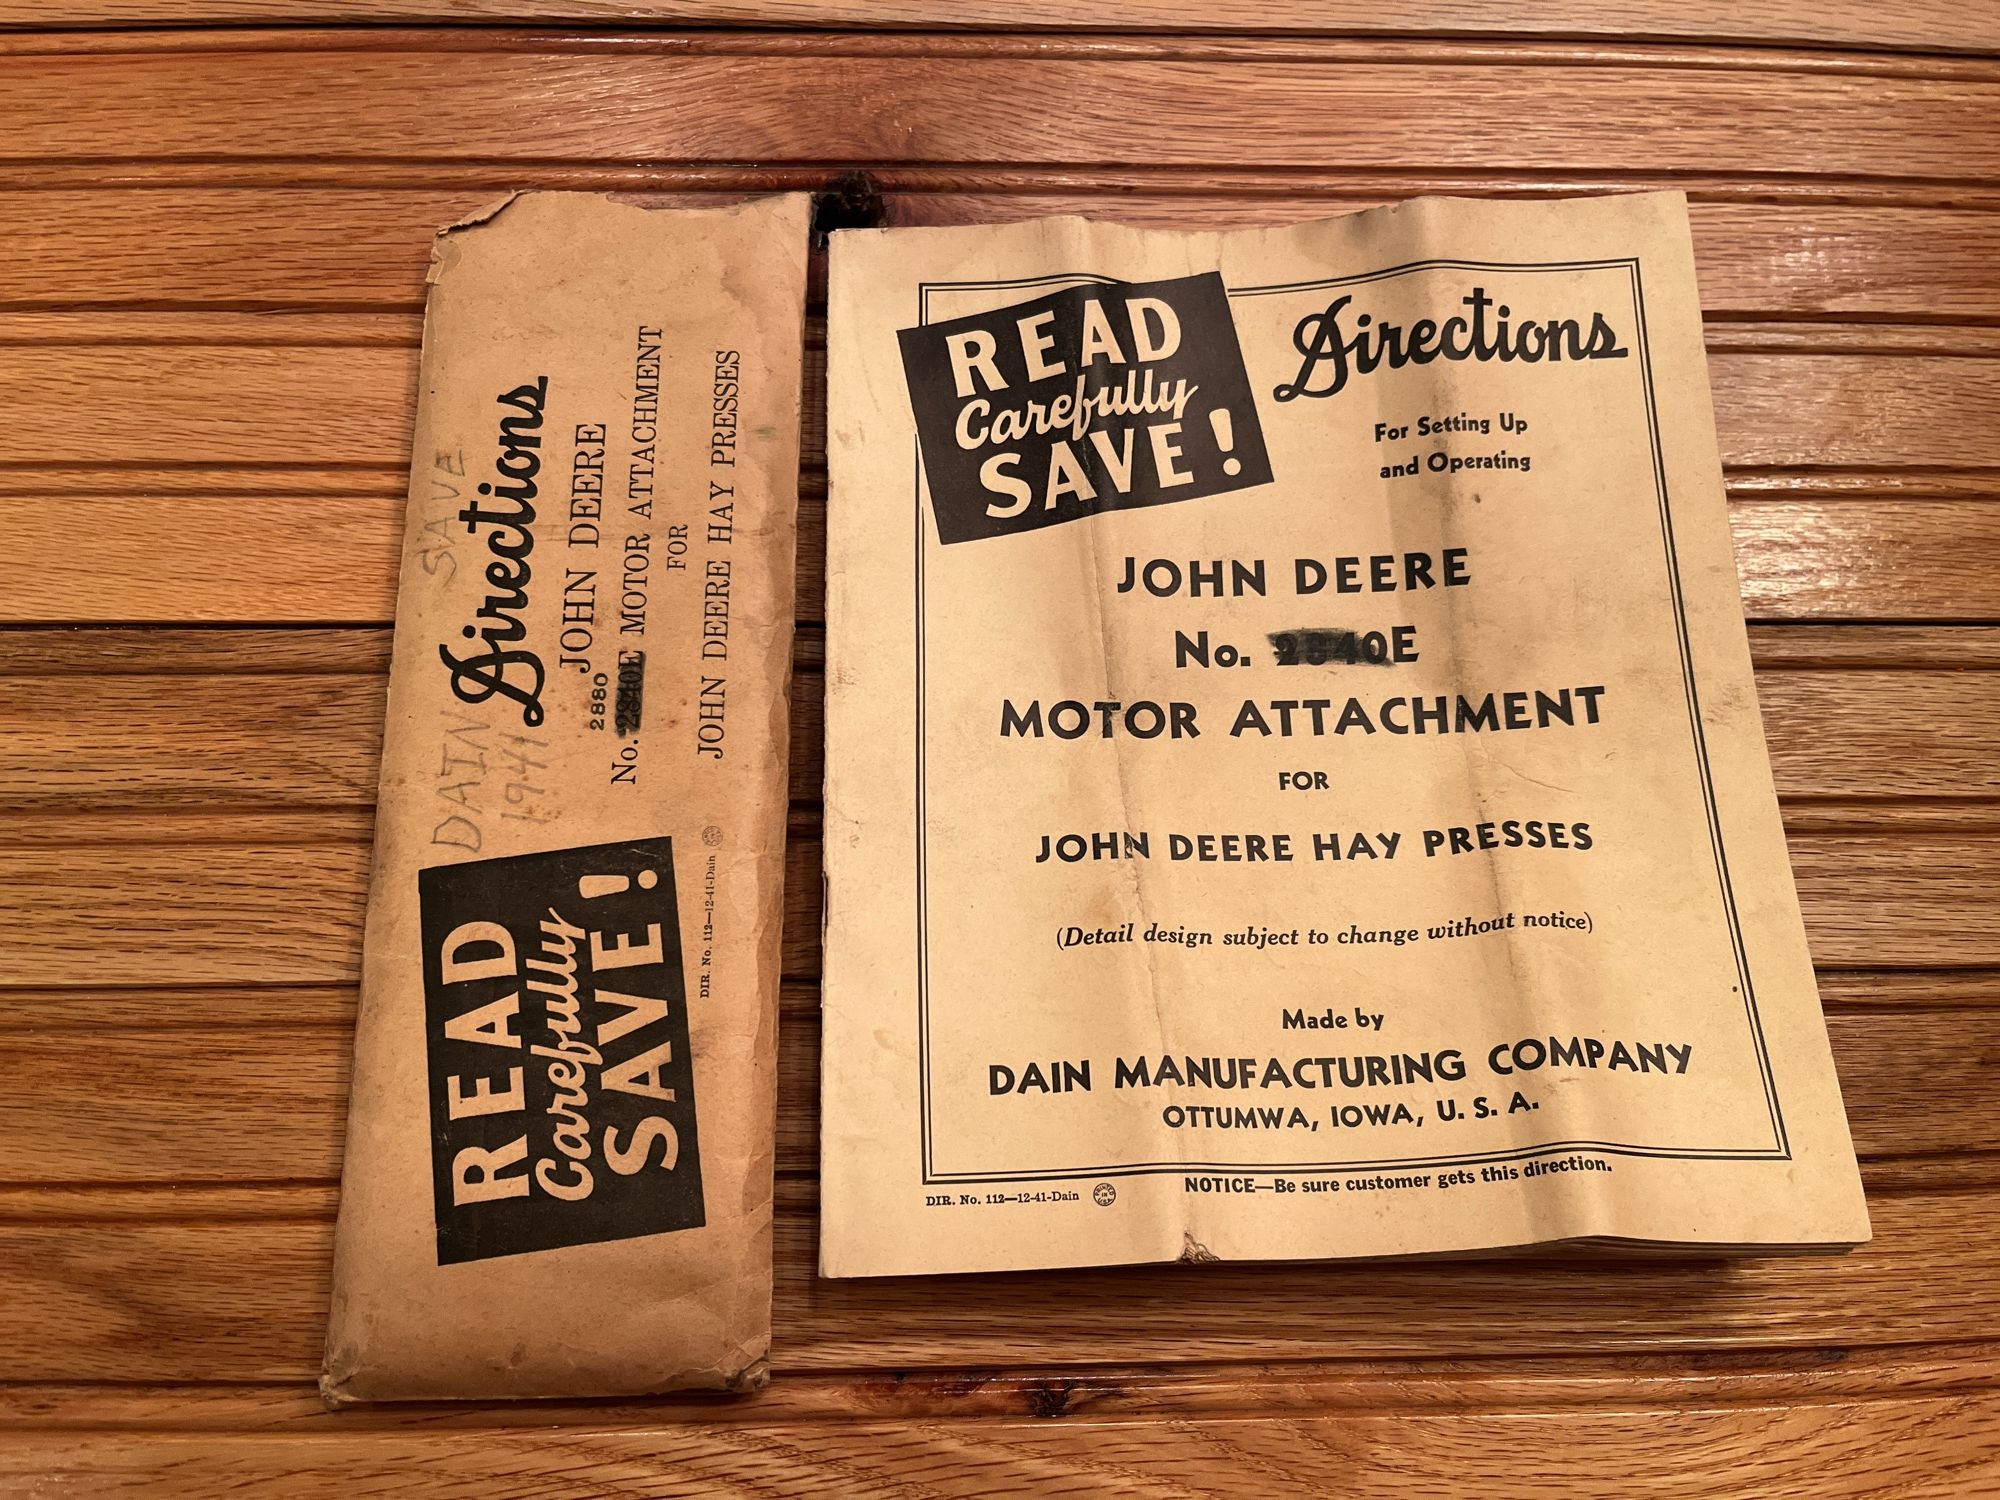 DAIN SAVE
1941
Directions
JOHN DEERE
2880
No. 2840E MOTOR ATTACHMENT
FOR
JOHN DEERE HAY PRESSES
READ
Carefully
SAVE!
DIR. No. 112—12-41-Dain
READ
Carefully
SAVE!
Directions
For Setting Up
and Operating
JOHN DEERE
No. 2840E
MOTOR ATTACHMENT
FOR
JOHN DEERE HAY PRESSES
(Detail design subject to change without notice)
Made by
DAIN MANUFACTURING COMPANY
OTTUMWA, IOWA, U. S. A.
DIR. No. 112—12-41-Dain
PRINTED IN USA
NOTICE—Be sure customer gets this direction.